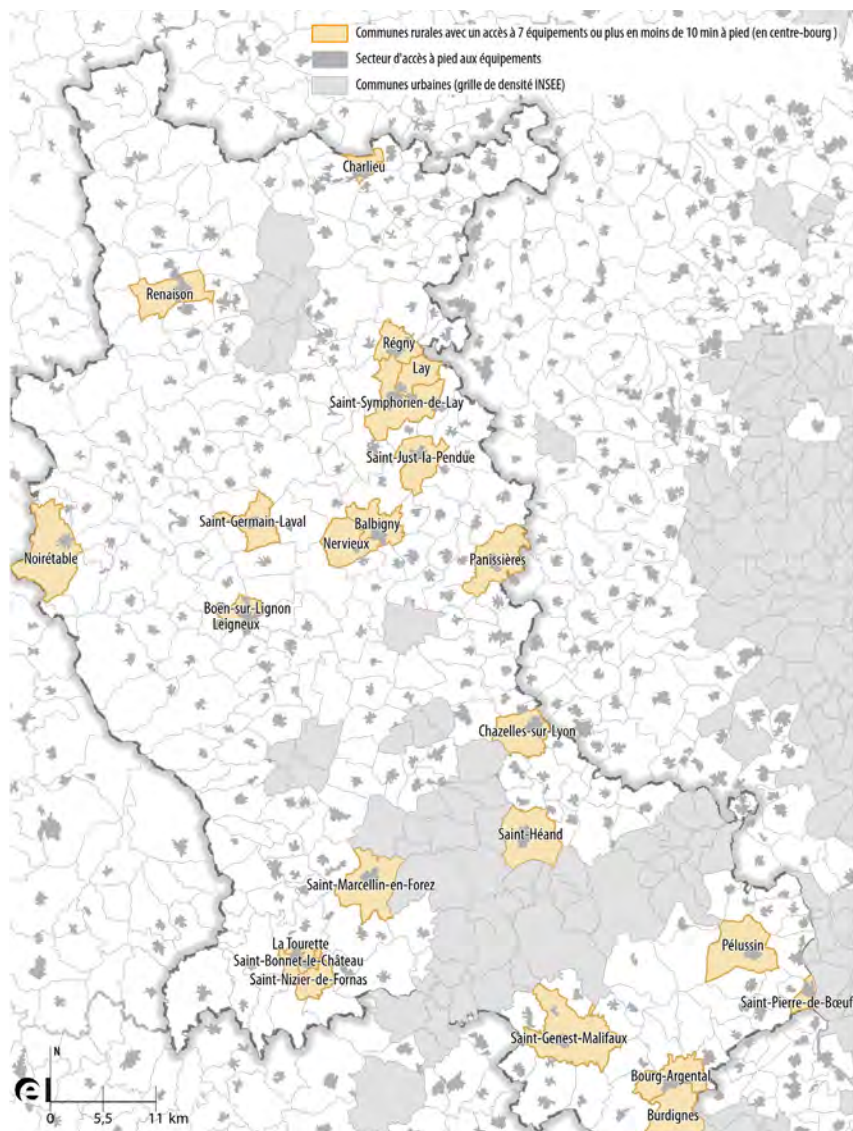 Communes rurales avec un accès à 7 équipements ou plus en moins de 10 min à pied (en centre-bourg )
Secteur d'accès à pied aux équipements
Communes urbaines (grille de densité INSEE)
Charlieu
Renaison
Régny
Lay
Saint-Symphorien-de-Lay
Saint-Just-la-Pendue
Saint-Germain-Laval
Balbigny
Nervieux
Noirétable
Panissières
Boën-sur-Lignon
Leigneux
Chazelles-sur-Lyon
Saint-Héand
Saint-Marcellin-en-Forez
La Tourette
Saint-Bonnet-le-Château
Saint-Nizier-de-Fornas
Pélussin
Saint-Pierre-de-Bœuf
Saint-Genest-Malifaux
Bourg-Argental
Burdignes
N
0 5,5 11 km